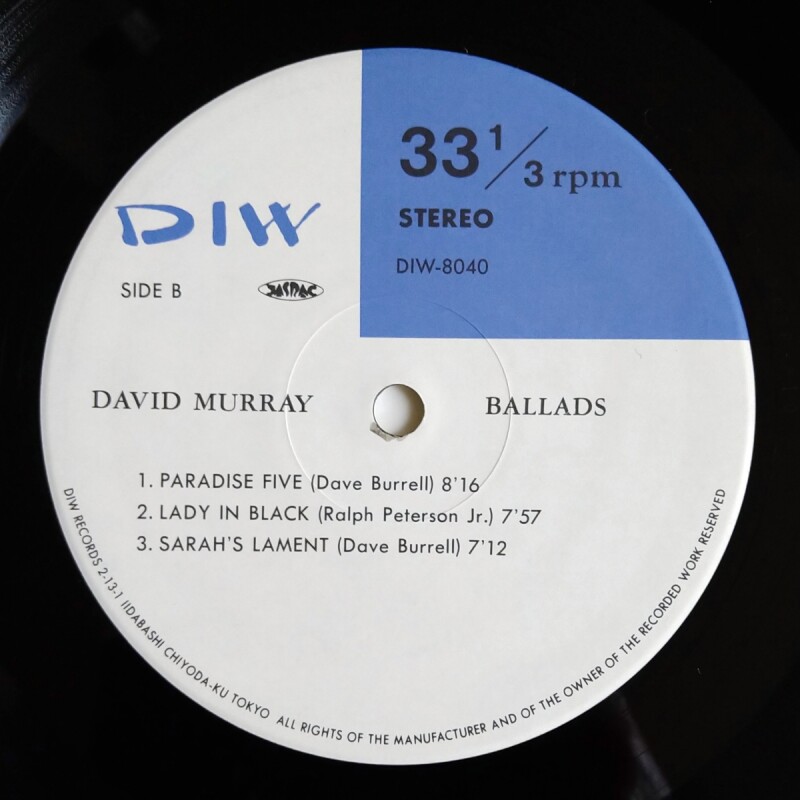 33 1/3 rpm
STEREO
DIW
DIW-8040
SIDE B
JASRAC
DAVID MURRAY
BALLADS
1. PARADISE FIVE (Dave Burrell) 8'16
2. LADY IN BLACK (Ralph Peterson Jr.) 7'57
3. SARAH'S LAMENT (Dave Burrell) 7'12
DIW RECORDS 2-13-1 IIDABASHI CHIYODA-KU TOKYO ALL RIGHTS OF THE MANUFACTURER AND OF THE OWNER OF THE RECORDED WORK RESERVED